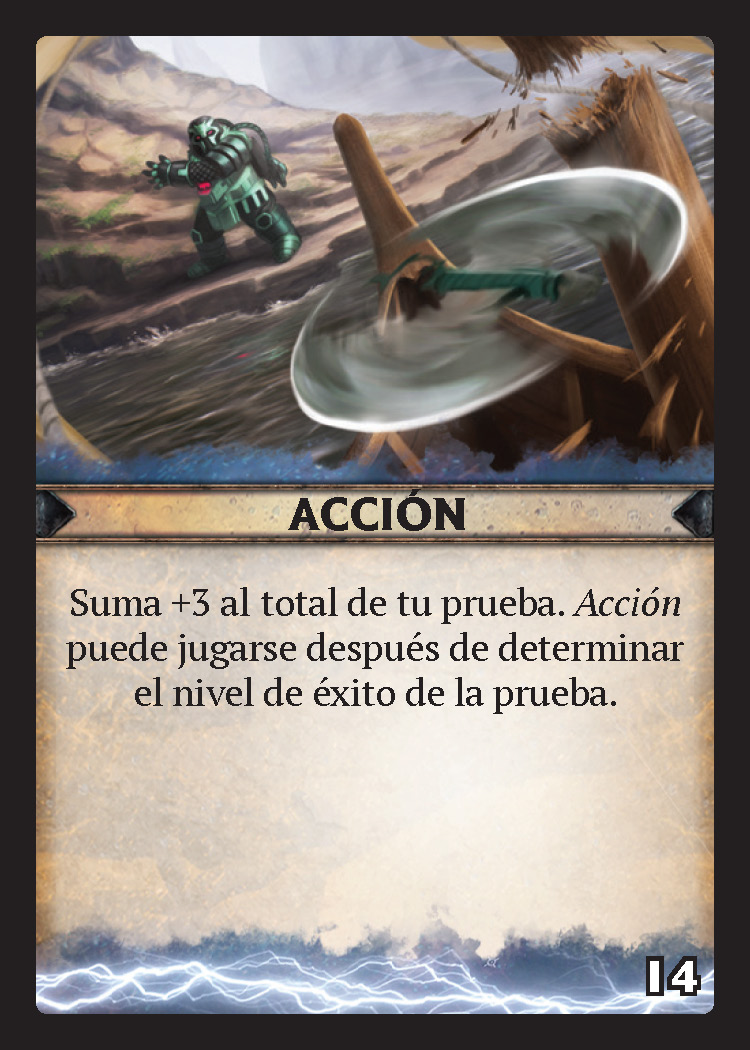 ACCIÓN
Suma +3 al total de tu prueba. Acción
puede jugarse después de determinar
el nivel de éxito de la prueba.
14